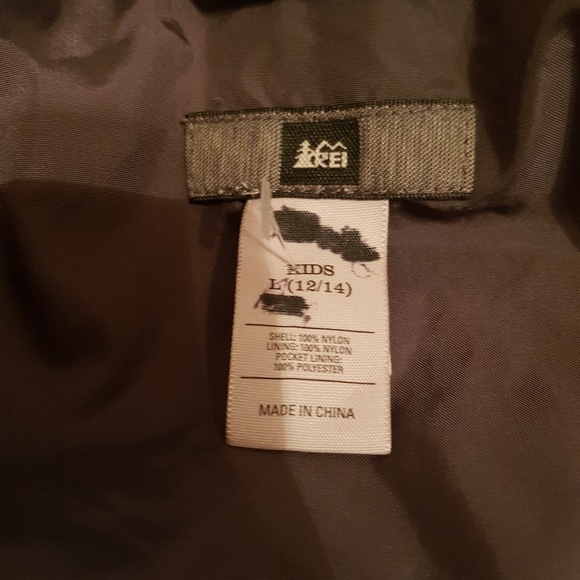 REI
KIDS
L (12/14)
SHELL: 100% NYLON
LINING: 100% NYLON
POCKET LINING:
100% POLYESTER
MADE IN CHINA